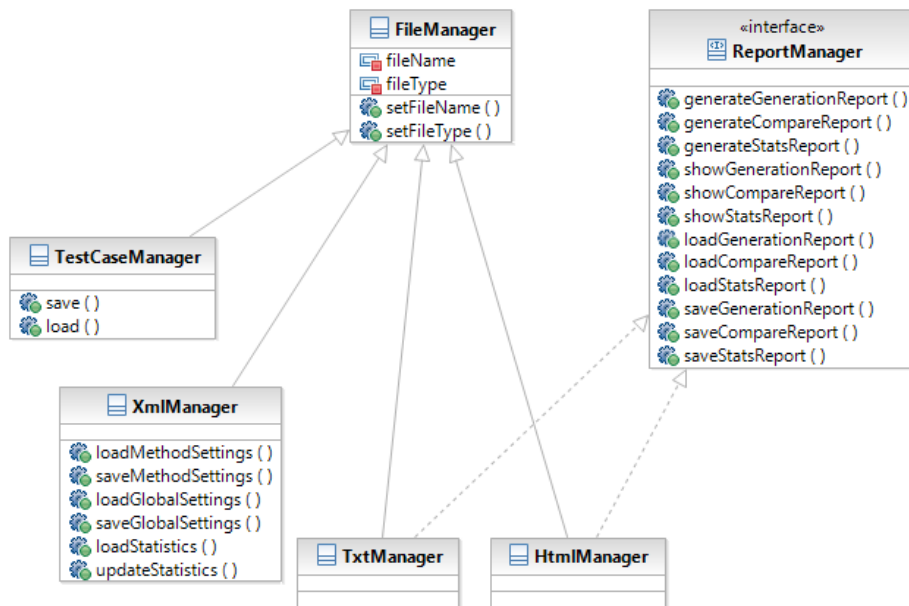 FileManager
fileName
fileType
setFileName ( )
setFileType ( )
«interface»
ReportManager
generateGenerationReport ( )
generateCompareReport ( )
generateStatsReport ( )
showGenerationReport ( )
showCompareReport ( )
showStatsReport ( )
loadGenerationReport ( )
loadCompareReport ( )
loadStatsReport ( )
saveGenerationReport ( )
saveCompareReport ( )
saveStatsReport ( )
TestCaseManager
save ( )
load ( )
XmlManager
loadMethodSettings ( )
saveMethodSettings ( )
loadGlobalSettings ( )
saveGlobalSettings ( )
loadStatistics ( )
updateStatistics ( )
TxtManager
HtmlManager